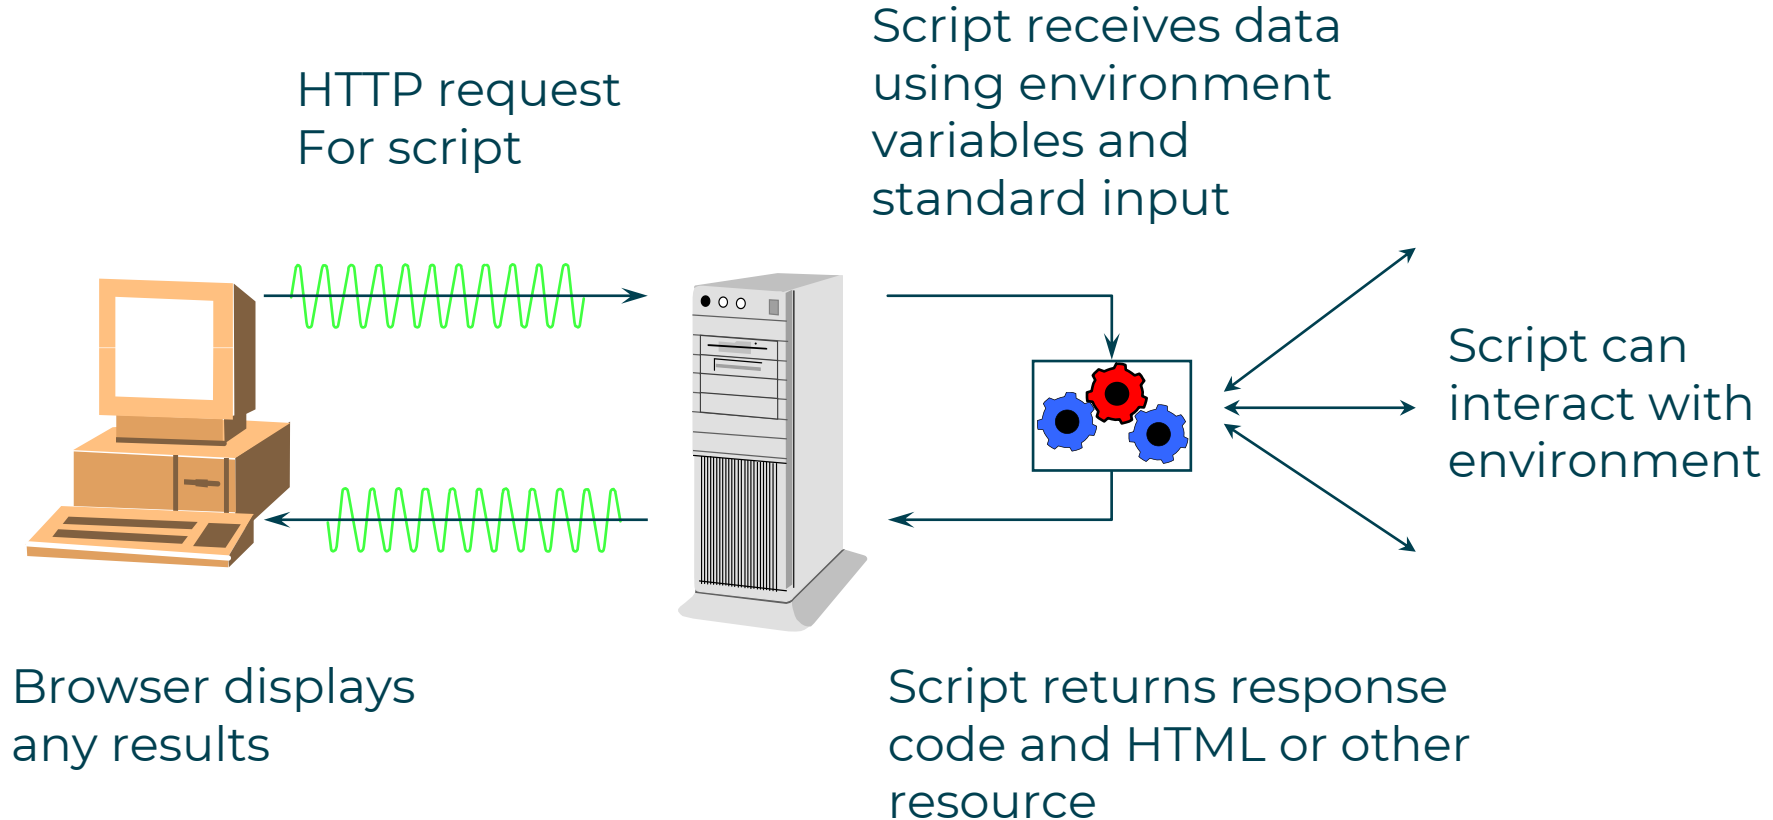 HTTP request
For script
Script receives data
using environment
variables and
standard input
Script can
interact with
environment
Browser displays
any results
Script returns response
code and HTML or other
resource